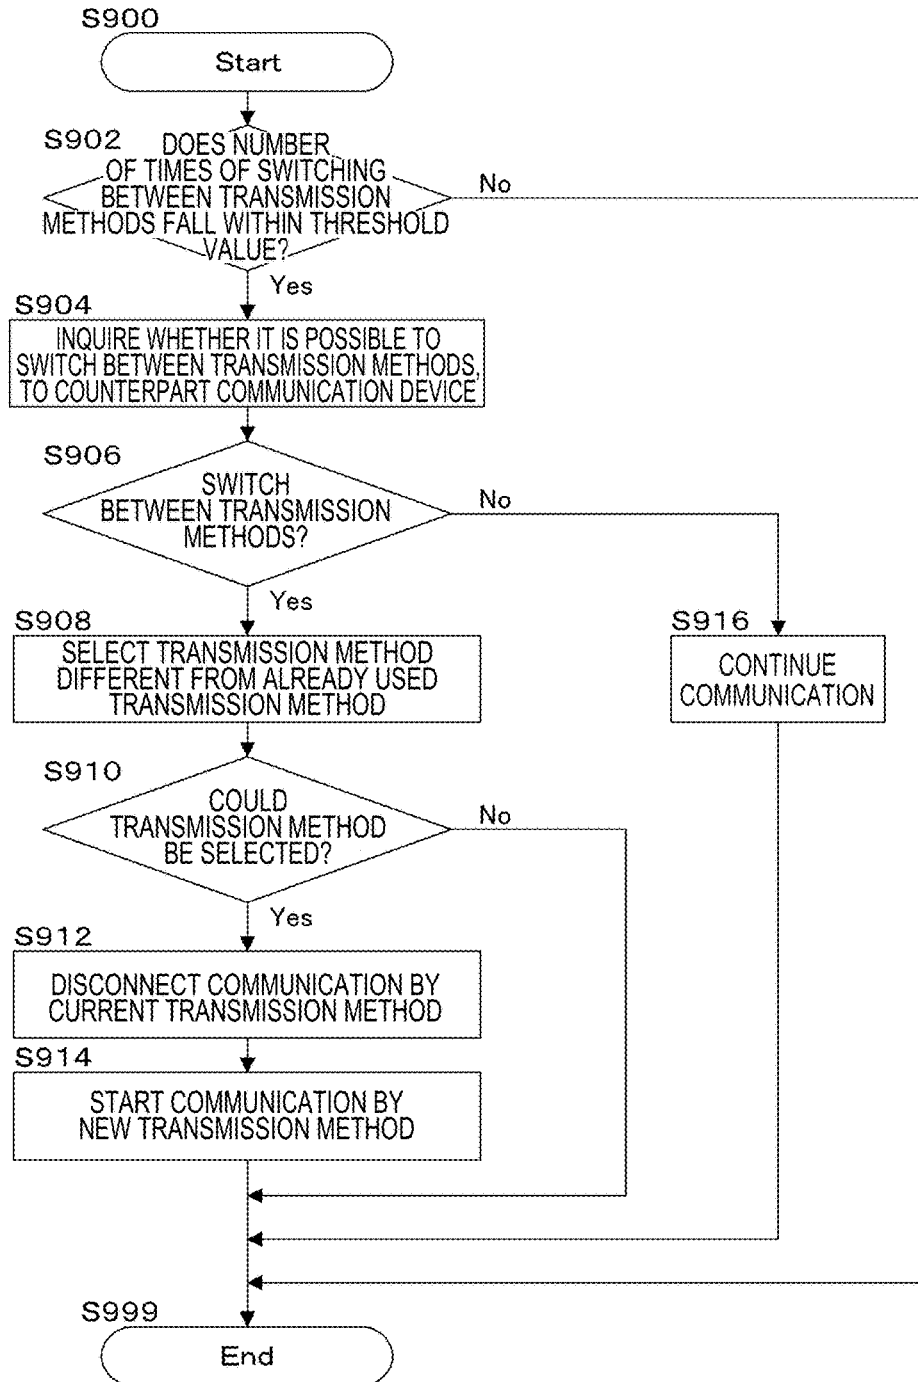 S900
Start
S902
DOES NUMBER
OF TIMES OF SWITCHING
BETWEEN TRANSMISSION
METHODS FALL WITHIN THRESHOLD
VALUE?
No
Yes
S904
INQUIRE WHETHER IT IS POSSIBLE TO
SWITCH BETWEEN TRANSMISSION METHODS,
TO COUNTERPART COMMUNICATION DEVICE
S906
SWITCH
BETWEEN TRANSMISSION
METHODS?
No
Yes
S908
SELECT TRANSMISSION METHOD
DIFFERENT FROM ALREADY USED
TRANSMISSION METHOD
S916
CONTINUE
COMMUNICATION
S910
COULD
TRANSMISSION METHOD
BE SELECTED?
No
Yes
S912
DISCONNECT COMMUNICATION BY
CURRENT TRANSMISSION METHOD
S914
START COMMUNICATION BY
NEW TRANSMISSION METHOD
S999
End